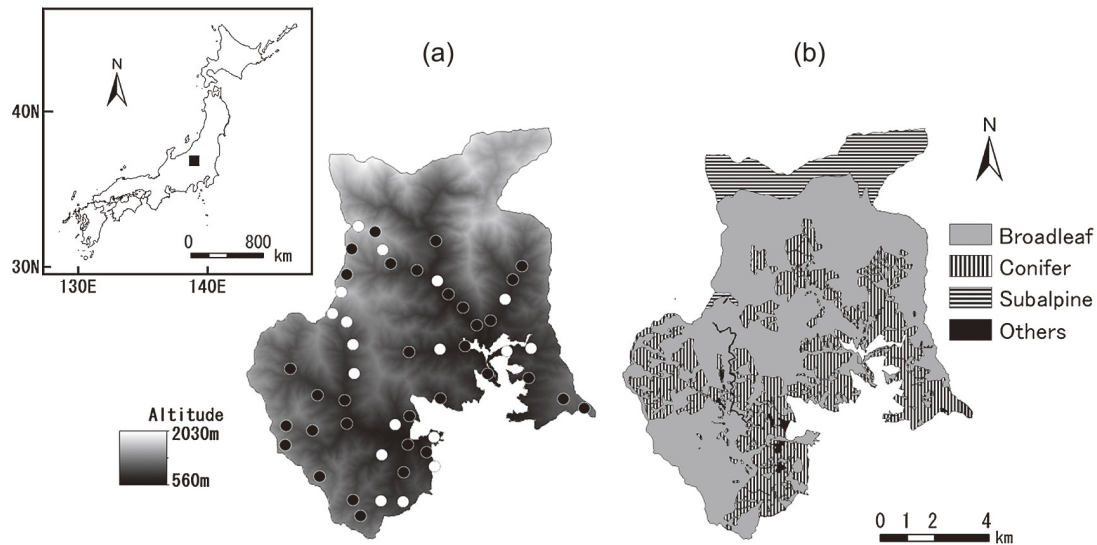 (a)
(b)
N
40N
30N
130E
140E
0 800
km
Altitude
2030m
560m
N
Broadleaf
Conifer
Subalpine
Others
0 1 2 4
km